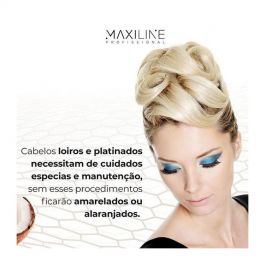 MAXILINE
PROFISSIONAL
Cabelos loiros e platinados
necessitam de cuidados
especias e manutenção,
sem esses procedimentos
ficarão amarelados ou
alaranjados.